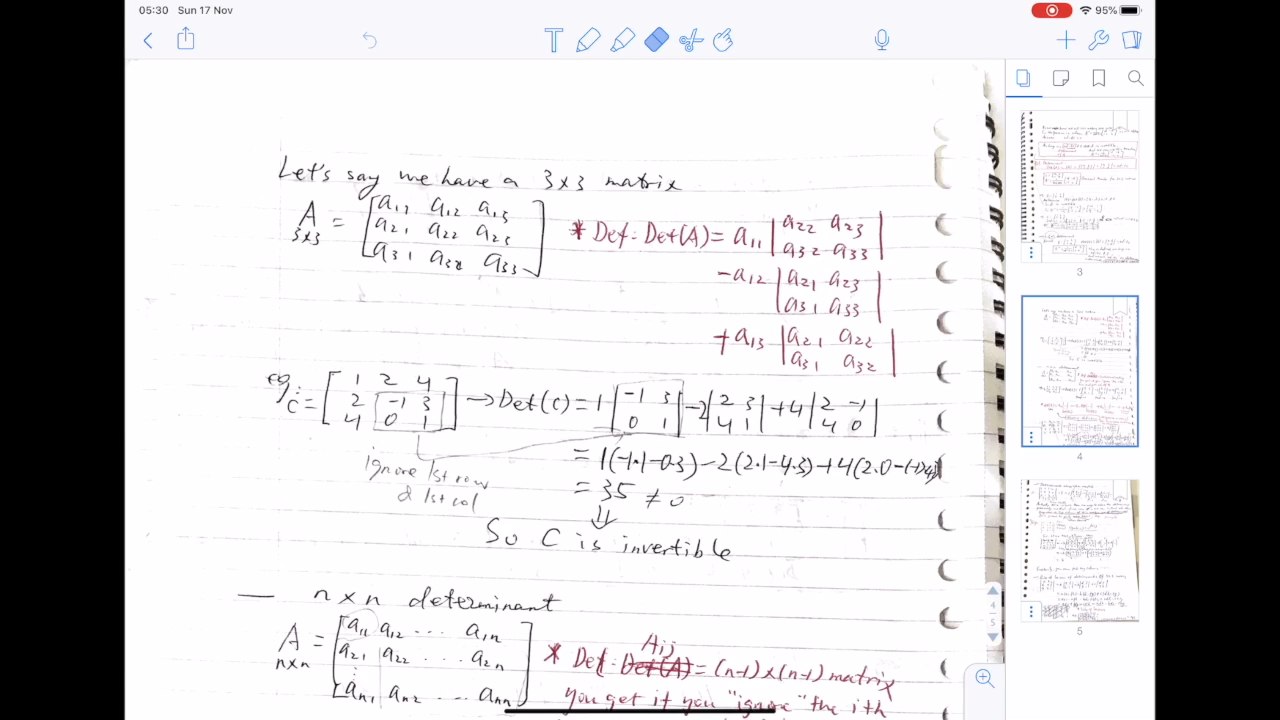 05:30 Sun 17 Nov
95%
Let's say we have a 3x3 matrix
A = [a11 a12 a13
3x3 a21 a22 a23
a31 a32 a33]
* Def: Det(A) = a11 |a22 a23
a32 a33|
-a12 |a21 a23
a31 a33|
+a13 |a21 a22
a31 a32|
eg. C = [1 2 4
2 -1 3
4 0 1] → Det(C) = 1 |-1 3
0 1| -2 |2 3
4 1| +4 |2 -1
4 0|
ignore 1st row
& 1st col
= 1(-1·1-0·3) -2(2·1-4·3) +4(2·0-(-1)·4)
= 35 ≠ 0
⇓
So C is invertible
— nxn determinant
A = [a11 a12 ... a1n
nxn a21 a22 ... a2n
⋮
an1 an2 ... ann]
Aij
* Def: Det(A) = (n-1)x(n-1) matrix
you get if you "ignore" the ith
3
4
5
4
5